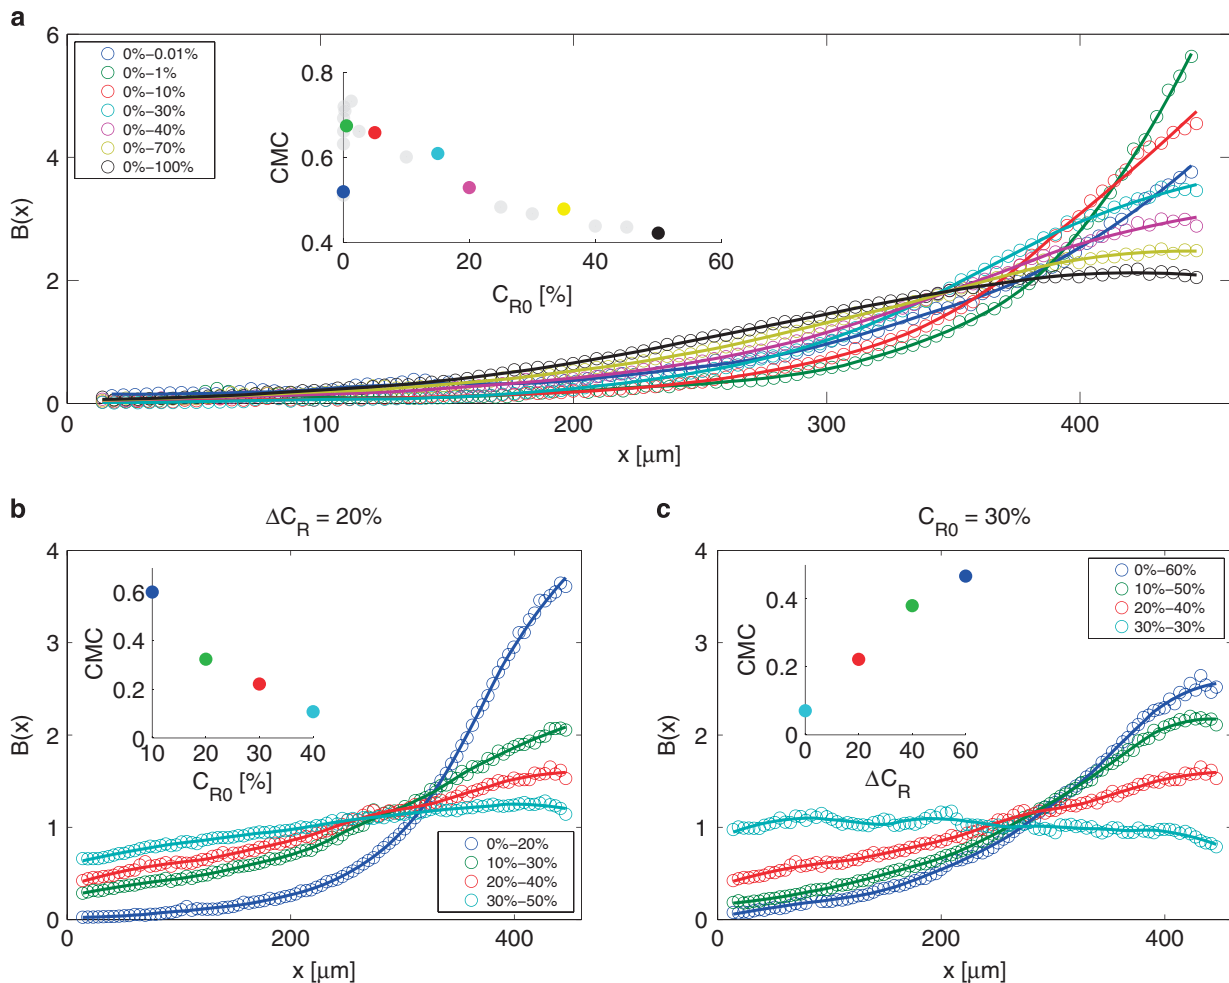 a
6
4
2
0
B(x)
0%–0.01%
0%–1%
0%–10%
0%–30%
0%–40%
0%–70%
0%–100%
0.8
0.6
0.4
CMC
0 20 40 60
C_R0 [%]
0 100 200 300 400
x [μm]
b
ΔC_R = 20%
4
3
2
1
0
B(x)
0.6
0.4
0.2
0
CMC
10 20 30 40
C_R0 [%]
0%–20%
10%–30%
20%–40%
30%–50%
0 200 400
x [μm]
c
C_R0 = 30%
4
3
2
1
0
B(x)
0.4
0.2
0
CMC
0 20 40 60
ΔC_R
0%–60%
10%–50%
20%–40%
30%–30%
0 200 400
x [μm]